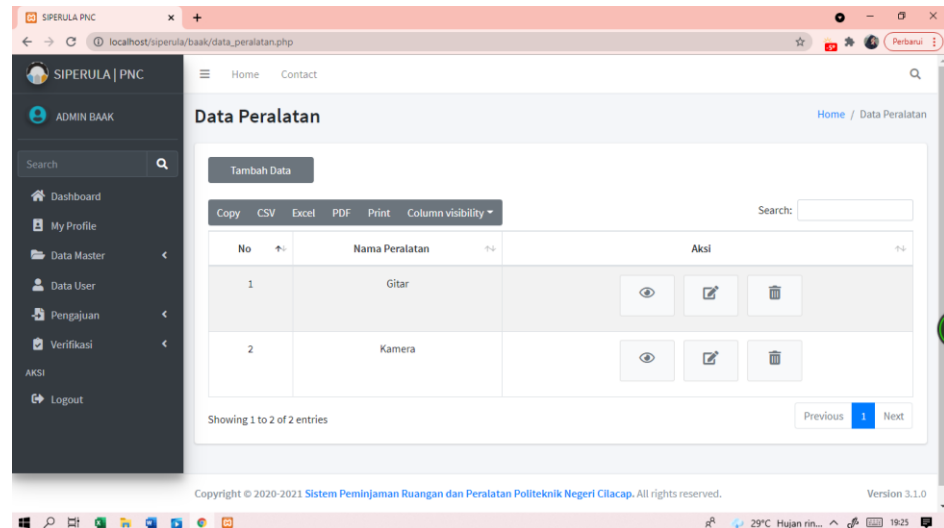 SIPERULA PNC
localhost/siperula/baak/data_peralatan.php
Perbarui
SIPERULA | PNC
Home Contact
ADMIN BAAK
Data Peralatan
Home / Data Peralatan
Search
Tambah Data
Dashboard
My Profile
Data Master
Data User
Pengajuan
Verifikasi
AKSI
Logout
Copy CSV Excel PDF Print Column visibility
Search:
No Nama Peralatan Aksi
1 Gitar
2 Kamera
Showing 1 to 2 of 2 entries
Previous 1 Next
Copyright © 2020-2021 Sistem Peminjaman Ruangan dan Peralatan Politeknik Negeri Cilacap. All rights reserved.
Version 3.1.0
29°C Hujan rin... 19:25